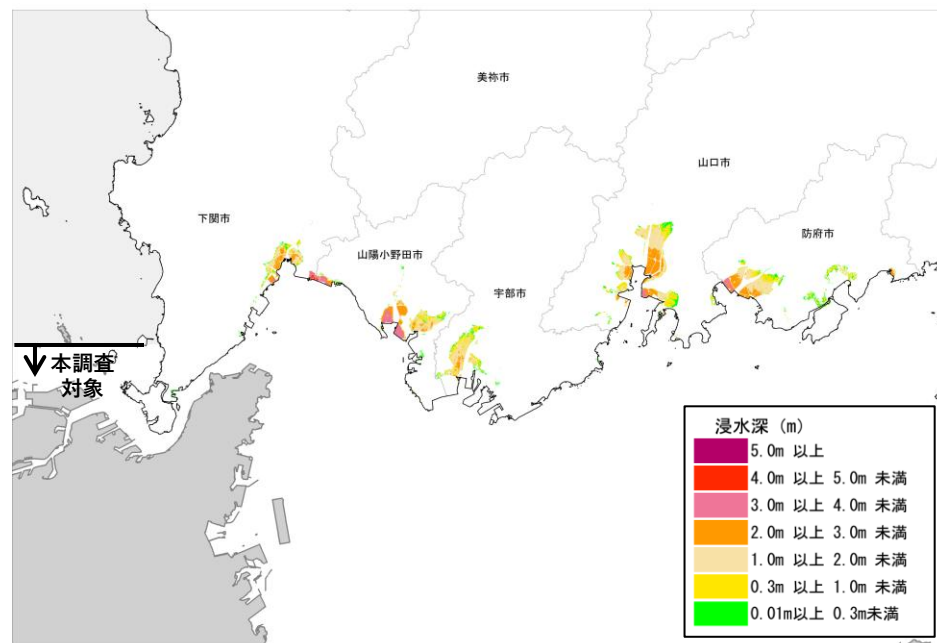 美祢市
山口市
下関市
防府市
山陽小野田市
宇部市
本調査
対象
浸水深 (m)
5.0m 以上
4.0m 以上 5.0m 未満
3.0m 以上 4.0m 未満
2.0m 以上 3.0m 未満
1.0m 以上 2.0m 未満
0.3m 以上 1.0m 未満
0.01m以上 0.3m未満